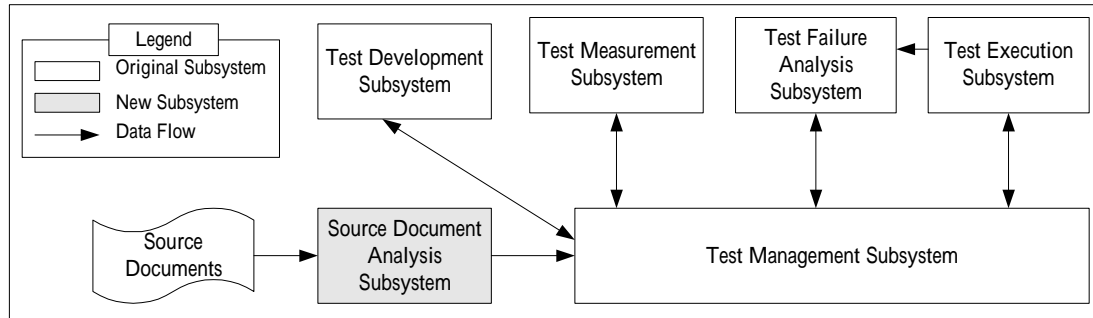 Legend
Original Subsystem
New Subsystem
Data Flow
Test Development
Subsystem
Test Measurement
Subsystem
Test Failure
Analysis
Subsystem
Test Execution
Subsystem
Source
Documents
Source Document
Analysis
Subsystem
Test Management Subsystem